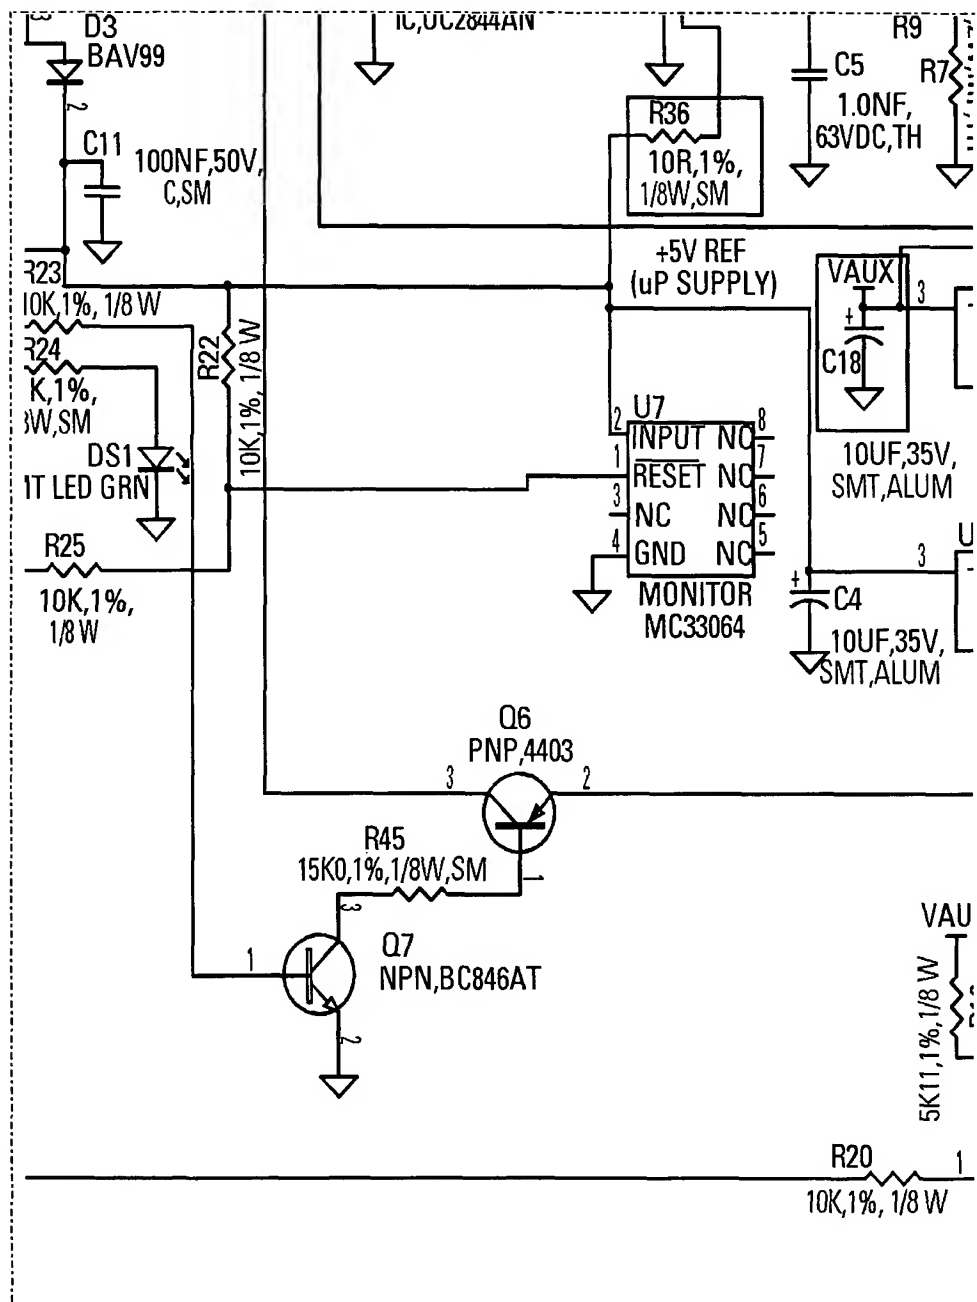 D3
BAV99
2
C11
100NF,50V,
C,SM
IC,UC2844AN
R36
10R,1%,
1/8W,SM
C5
1.0NF,
63VDC,TH
R9
R7
+5V REF
(uP SUPPLY)
VAUX
3
+
C18
10UF,35V,
SMT,ALUM
R23
10K,1%, 1/8 W
R24
K,1%,
W,SM
DS1
LED GRN
R22
10K,1%, 1/8 W
R25
10K,1%,
1/8 W
U7
2
INPUT NC
8
1
RESET NC
7
3
NC NC
6
4
GND NC
5
MONITOR
MC33064
U
3
+
C4
10UF,35V,
SMT,ALUM
Q6
PNP,4403
3
2
1
R45
15K0,1%,1/8W,SM
3
Q7
NPN,BC846AT
1
2
VAU
5K11,1%,1/8 W
R20
1
10K,1%, 1/8 W